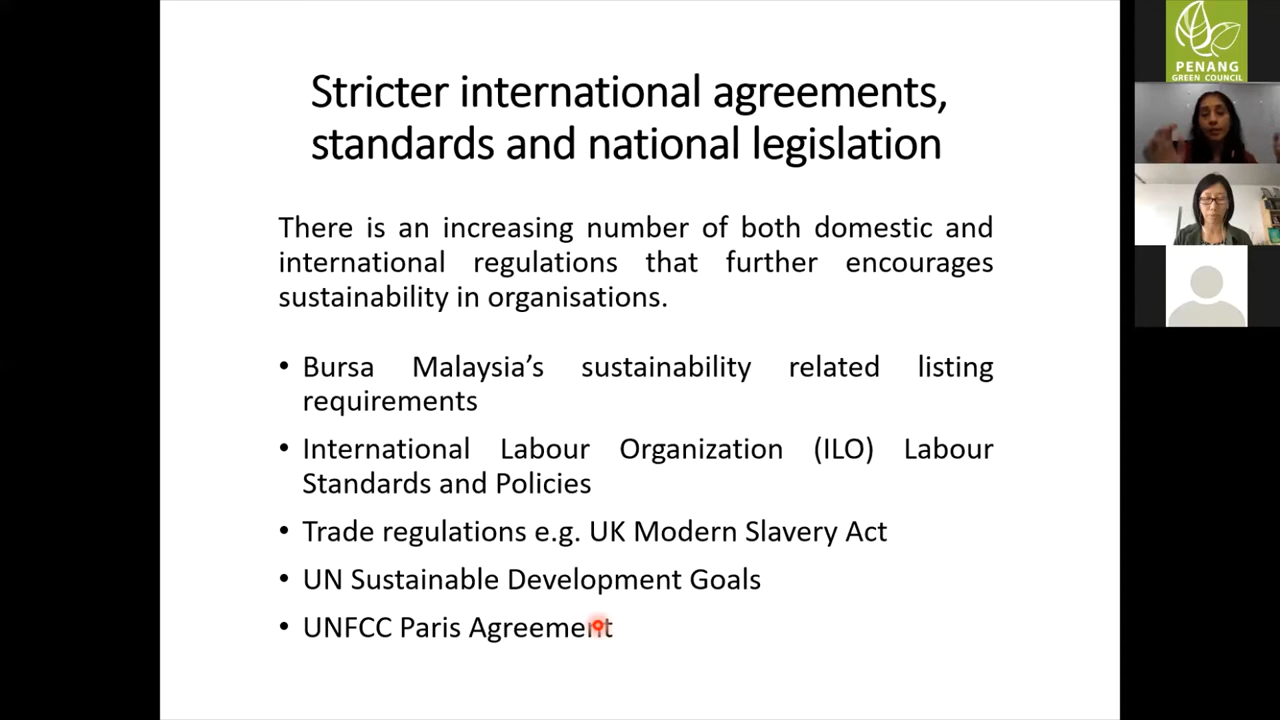 Stricter international agreements,
standards and national legislation
There is an increasing number of both domestic and
international regulations that further encourages
sustainability in organisations.
• Bursa Malaysia’s sustainability related listing
requirements
• International Labour Organization (ILO) Labour
Standards and Policies
• Trade regulations e.g. UK Modern Slavery Act
• UN Sustainable Development Goals
• UNFCC Paris Agreement
PENANG
GREEN COUNCIL